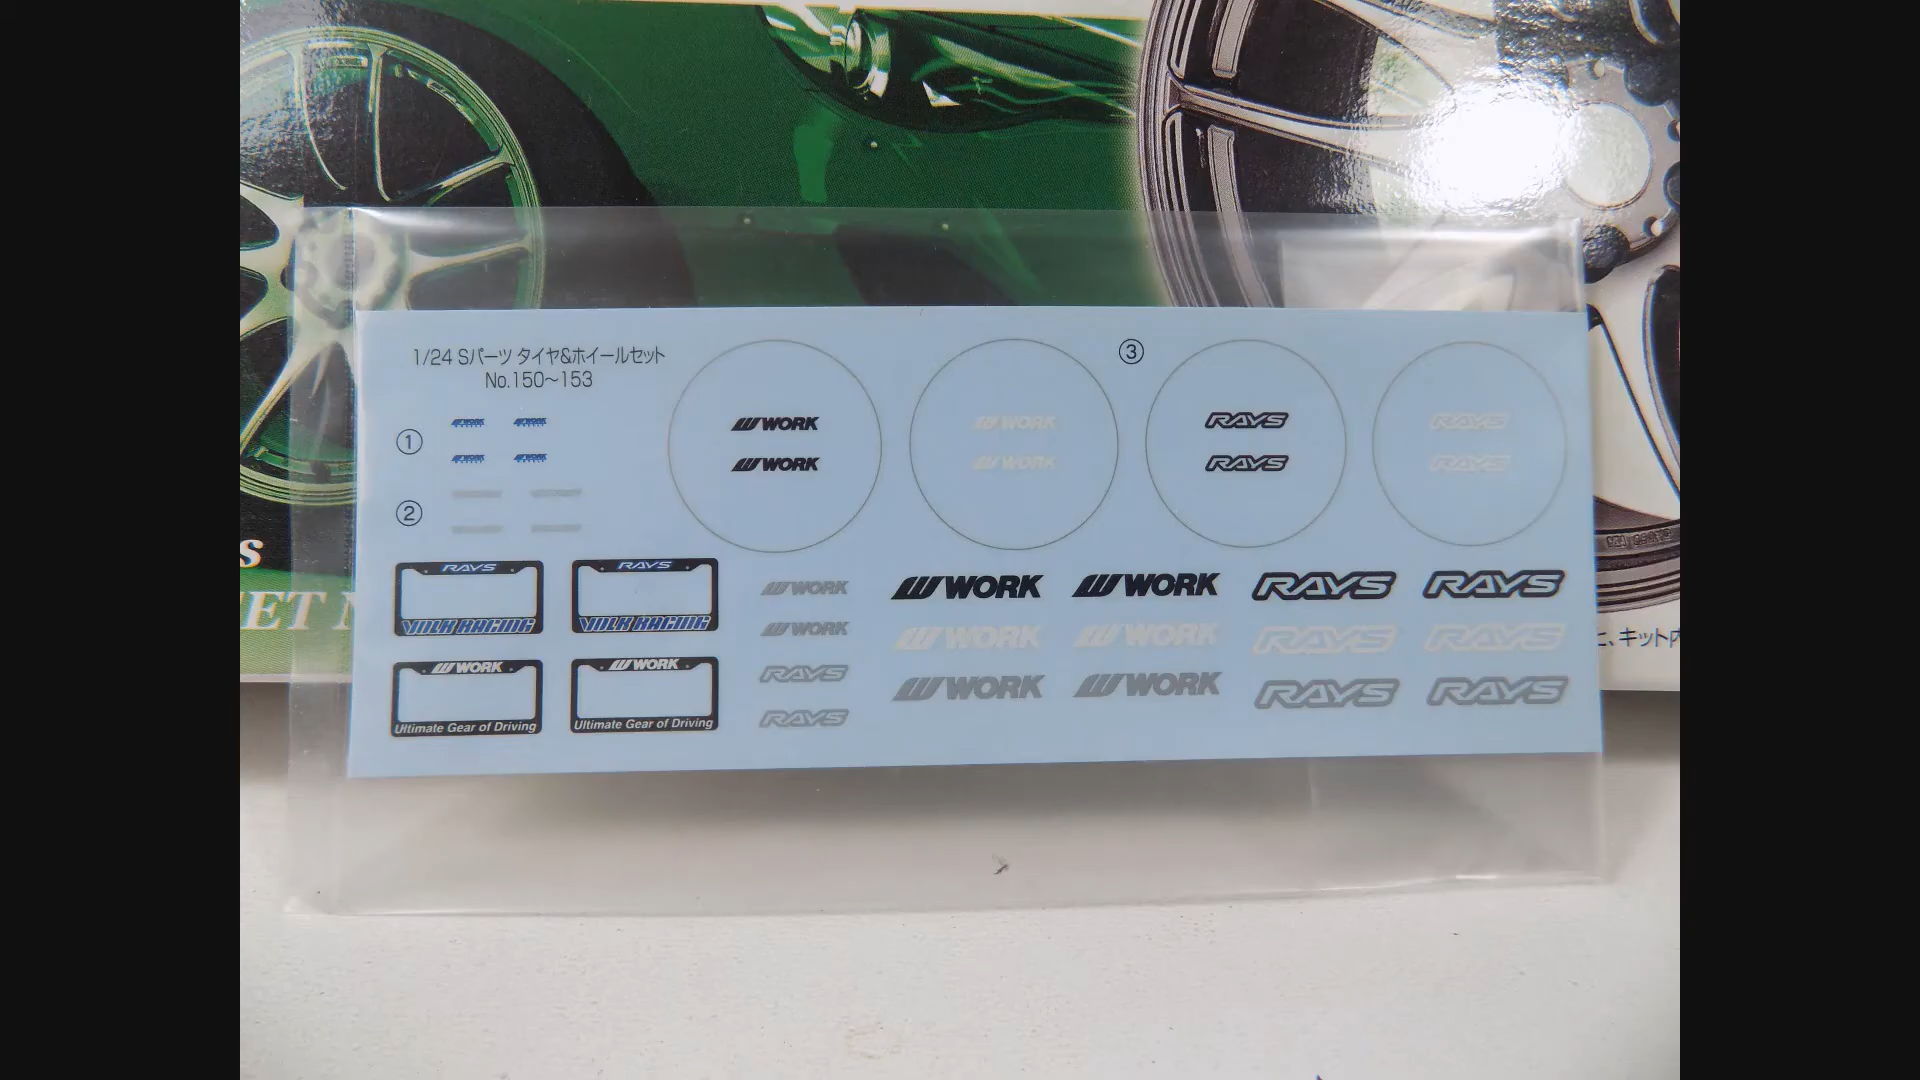 1/24 Sパーツ タイヤ&ホイールセット
No.150〜153
③
①
WORK WORK
WORK WORK
WORK WORK RAYS RAYS
WORK WORK RAYS RAYS
②
RAYS RAYS
VOLK RACING VOLK RACING
WORK WORK
Ultimate Gear of Driving Ultimate Gear of Driving
WORK
WORK
RAYS
RAYS
WORK WORK RAYS RAYS
WORK WORK RAYS RAYS
WORK WORK RAYS RAYS
s
ET
、キット内